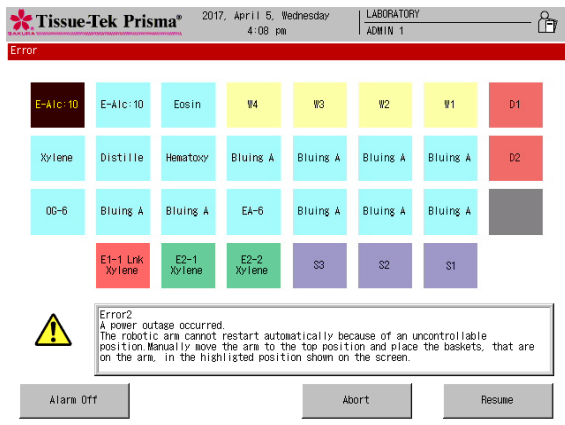 Tissue-Tek Prisma®
SAKURA
2017, April 5, Wednesday
4:08 pm
LABORATORY
ADMIN 1
Error
E-Alc:10 E-Alc:10 Eosin W4 W3 W2 W1 D1
Xylene Distille Hematoxy Bluing A Bluing A Bluing A Bluing A D2
OG-6 Bluing A Bluing A EA-6 Bluing A Bluing A Bluing A
E1-1 Lnk E2-1 E2-2 S3 S2 S1
Xylene Xylene Xylene
Error2
A power outage occurred.
The robotic arm cannot restart automatically because of an uncontrollable
position.Manually move the arm to the top position and place the baskets, that are
on the arm, in the highligted position shown on the screen.
Alarm Off Abort Resume